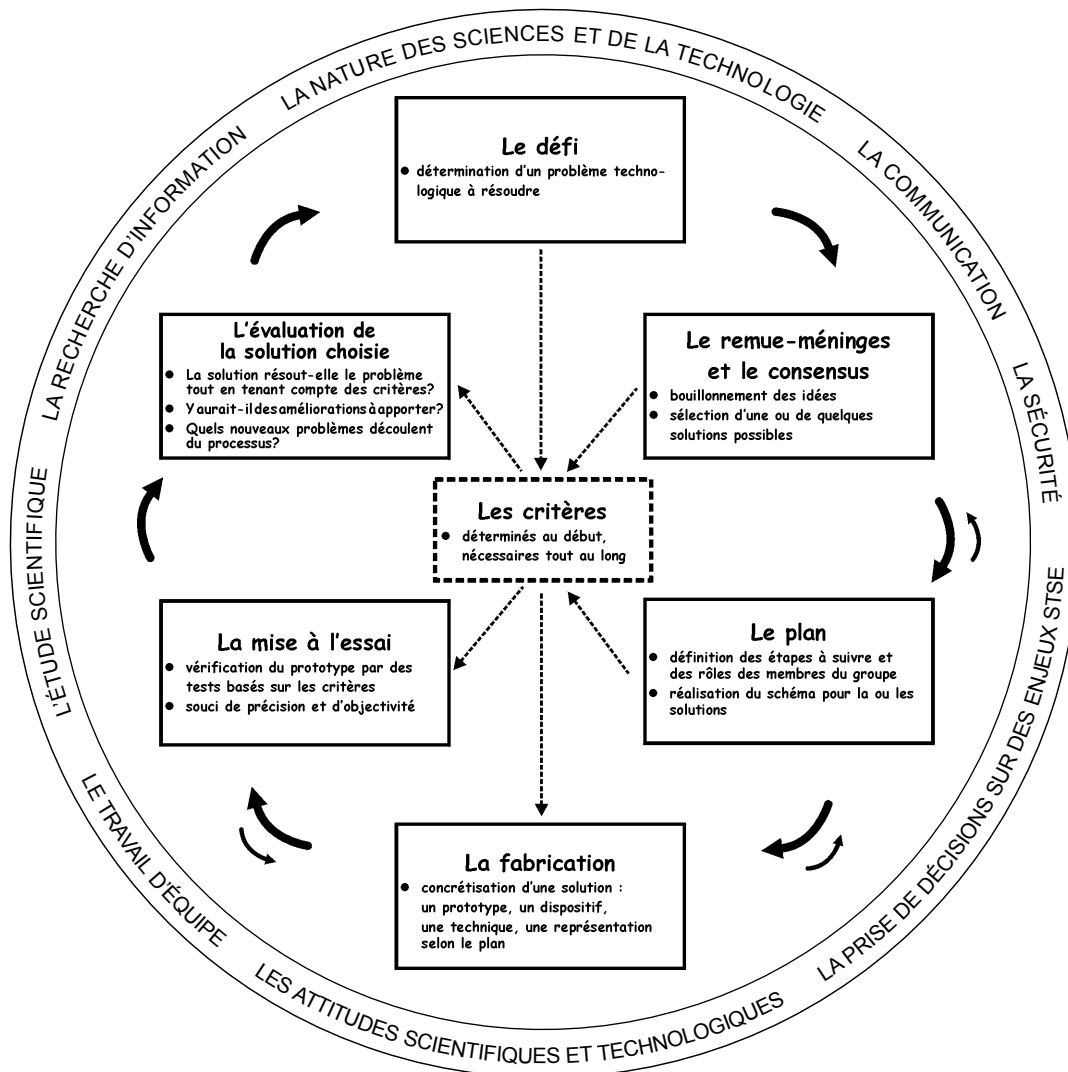 LA NATURE DES SCIENCES ET DE LA TECHNOLOGIE
LA COMMUNICATION
LA SÉCURITÉ
LA PRISE DE DÉCISIONS SUR DES ENJEUX STSE
LES ATTITUDES SCIENTIFIQUES ET TECHNOLOGIQUES
LE TRAVAIL D'ÉQUIPE
L'ÉTUDE SCIENTIFIQUE
LA RECHERCHE D'INFORMATION
Le défi
• détermination d'un problème techno-
logique à résoudre
Le remue-méninges
et le consensus
• bouillonnement des idées
• sélection d'une ou de quelques
solutions possibles
Le plan
• définition des étapes à suivre et
des rôles des membres du groupe
• réalisation du schéma pour la ou les
solutions
La fabrication
• concrétisation d'une solution :
un prototype, un dispositif,
une technique, une représentation
selon le plan
La mise à l'essai
• vérification du prototype par des
tests basés sur les critères
• souci de précision et d'objectivité
L'évaluation de
la solution choisie
• La solution résout-elle le problème
tout en tenant compte des critères?
• Y aurait-il des améliorations à apporter?
• Quels nouveaux problèmes découlent
du processus?
Les critères
• déterminés au début,
nécessaires tout au long